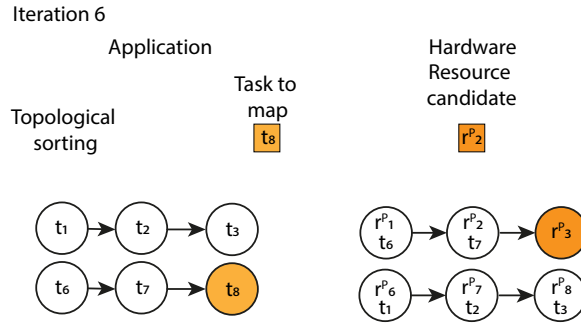 Iteration 6
Application
Hardware
Resource
candidate
Task to
map
Topological
sorting
t₈
rᴾ₂
t₁ t₂ t₃
rᴾ₁ rᴾ₂ rᴾ₃
t₆ t₇
t₆ t₇ t₈
rᴾ₆ rᴾ₇ rᴾ₈
t₁ t₂ t₃